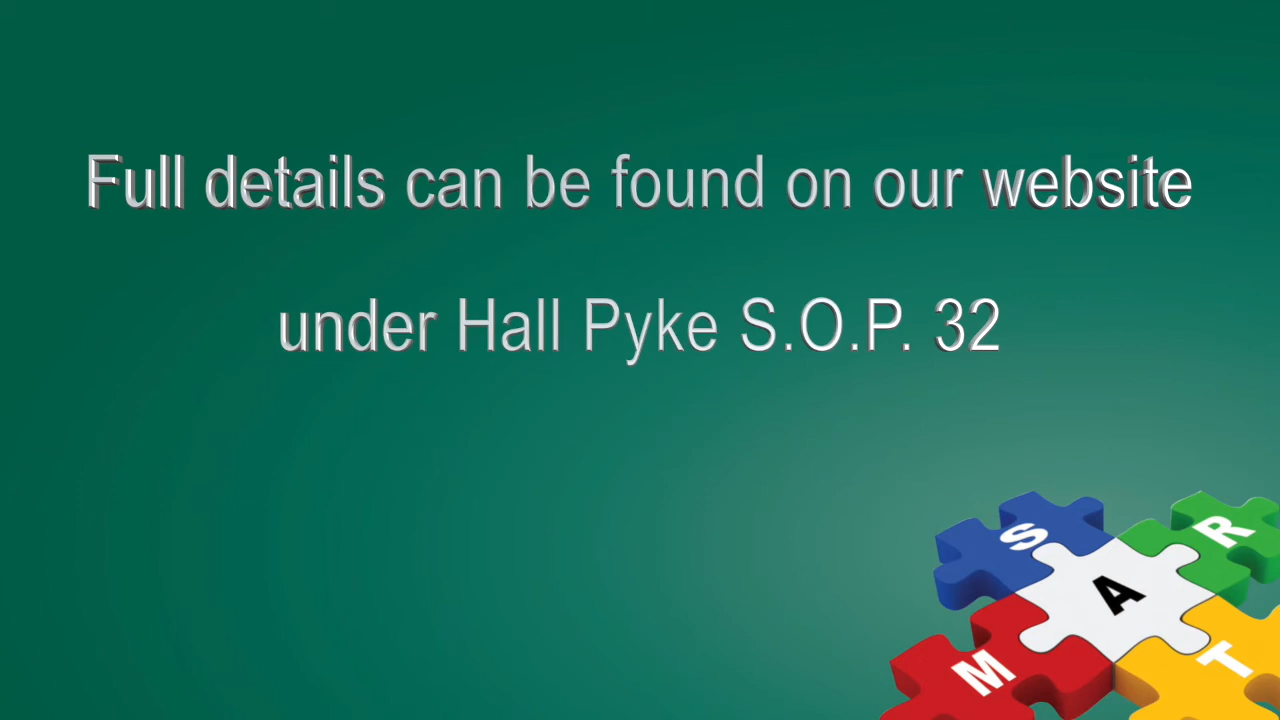 Full details can be found on our website
under Hall Pyke S.O.P. 32
S
R
A
M
T